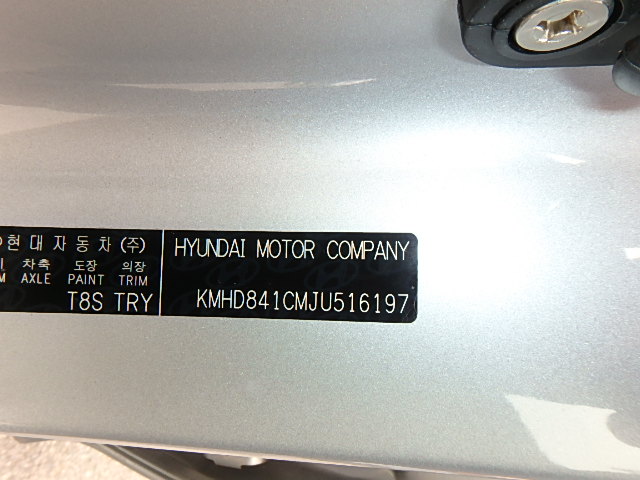 현대자동차(주)
차축 도장 의장
AXLE PAINT TRIM
T8S TRY
HYUNDAI MOTOR COMPANY
KMHD841CMJU516197